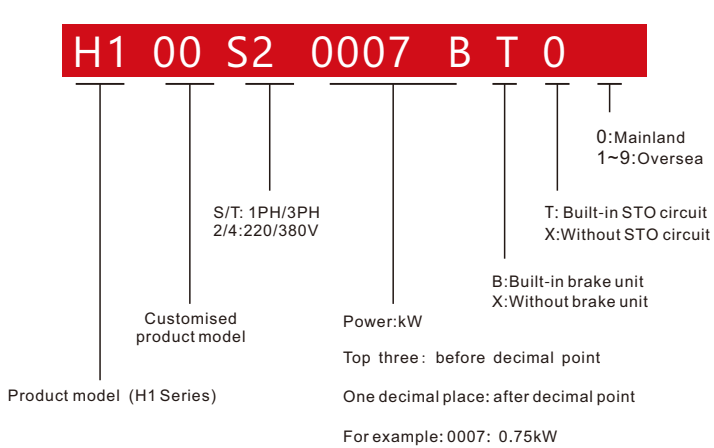 H1 00 S2 0007 B T 0
0:Mainland
1~9:Oversea
S/T: 1PH/3PH
2/4:220/380V
T: Built-in STO circuit
X:Without STO circuit
B:Built-in brake unit
X:Without brake unit
Customised
product model
Power:kW
Top three: before decimal point
Product model (H1 Series)
One decimal place: after decimal point
For example: 0007: 0.75kW